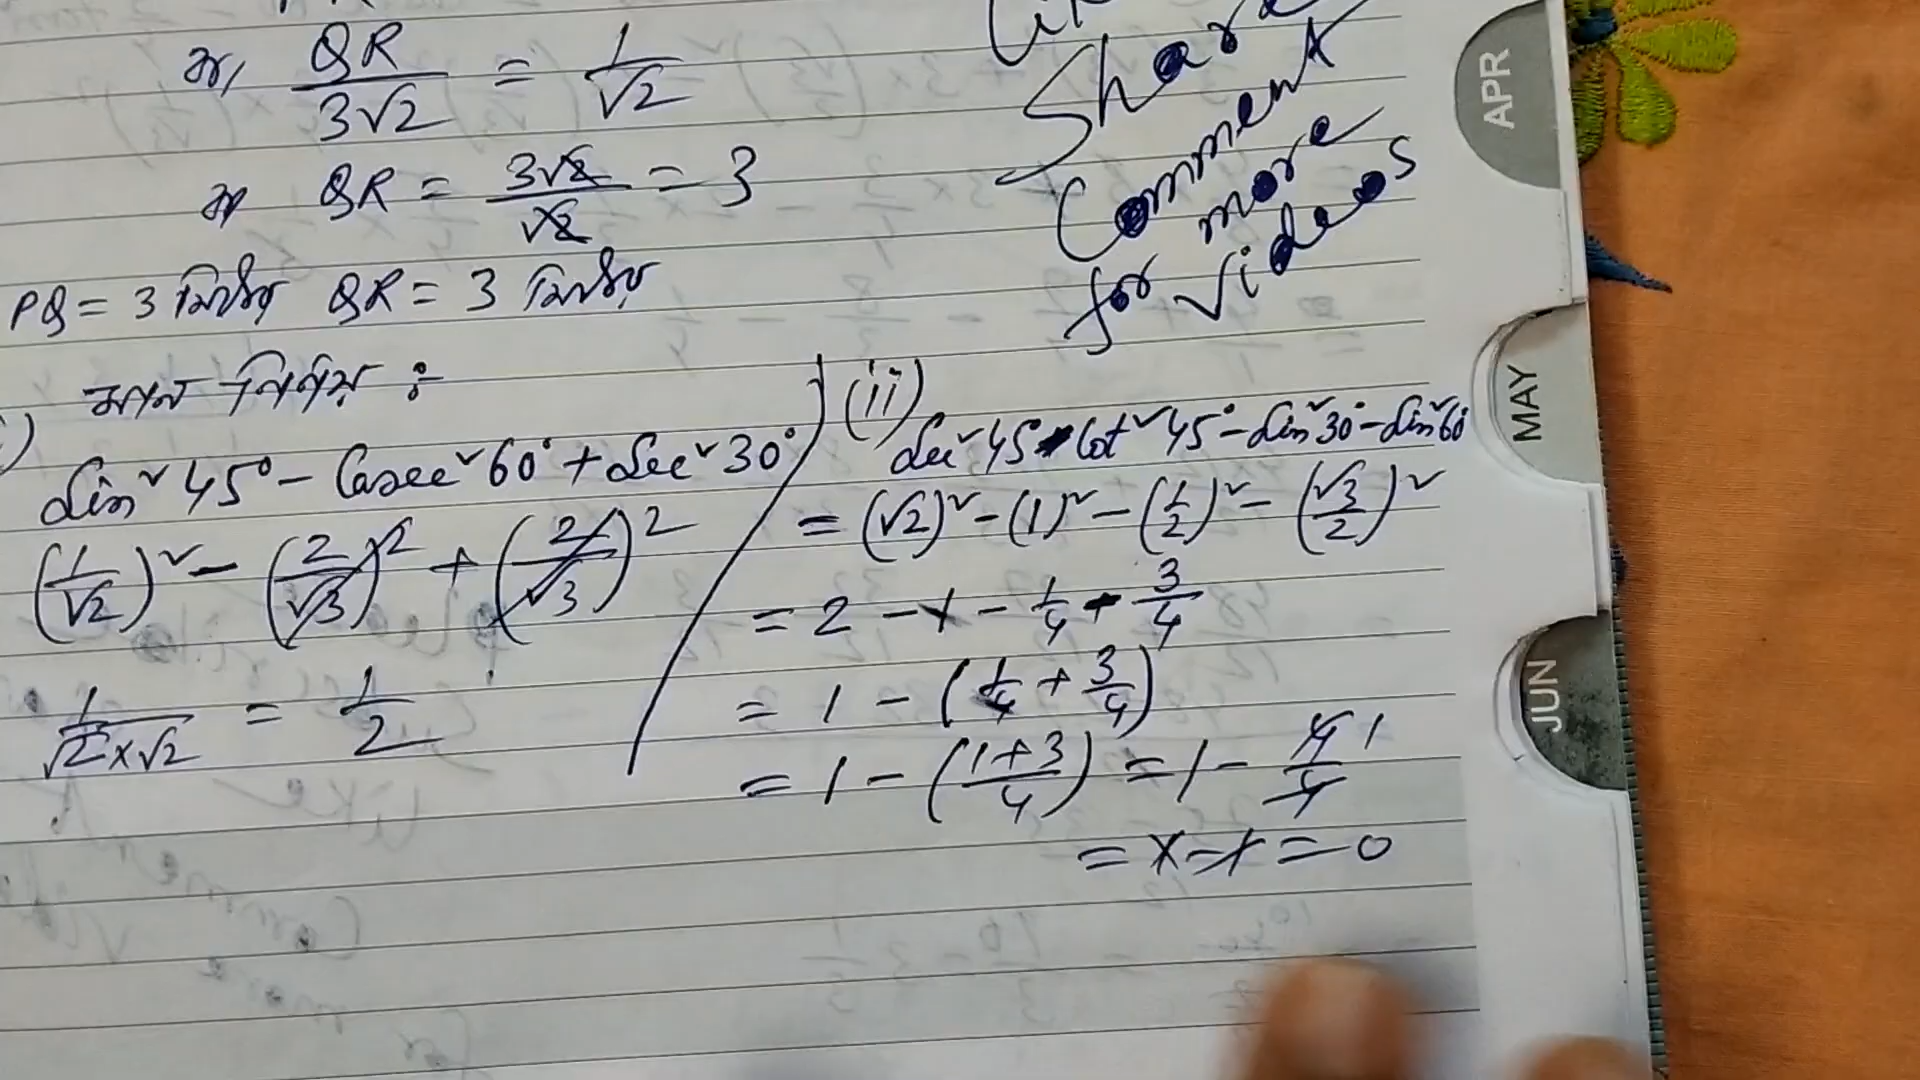 বা, QR/3√2 = 1/√2
বা QR = 3√2/√2 = 3
PQ = 3 মিটার QR = 3 মিটার
Share
Comment
for more
videos
মান নির্ণয় :-
Sin²45° - Cosec²60° + Sec²30°
(1/√2)² - (2/√3)² + (2/√3)²
1/√2×√2 = 1/2
(ii)
Sec²45° - Cot²45° - Sin²30° - Sin²60°
= (√2)² - (1)² - (1/2)² - (√3/2)²
= 2 - 1 - 1/4 - 3/4
= 1 - (1/4 + 3/4)
= 1 - (1+3/4) = 1 - 4/4 1
= 1 - 1 = 0
APR
MAY
JUN